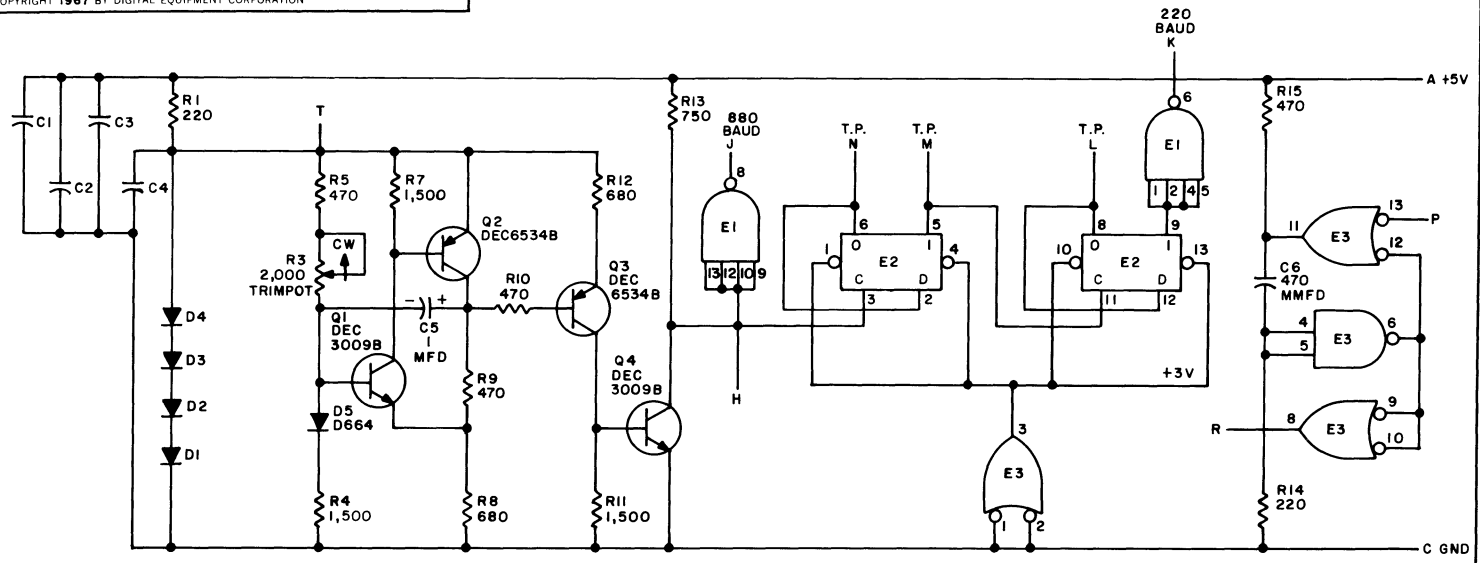 COPYRIGHT 1967 BY DIGITAL EQUIPMENT CORPORATION
220
BAUD
K
A +5V
C1
C2
C3
C4
R1
220
T
R5
470
CW
R3
2,000
TRIMPOT
R7
1,500
Q2
DEC6534B
R12
680
R10
470
Q3
DEC
6534B
- +
C5
1
MFD
Q1
DEC
3009B
D5
D664
R4
1,500
R9
470
R8
680
R11
1,500
Q4
DEC
3009B
D4
D3
D2
D1
R13
750
880
BAUD
J
8
E1
13 12 10 9
H
T.P.
N
T.P.
M
6 5
1 O I 4
E2
C D
3 2
T.P.
L
8 9
10 O I 13
E2
C D
11 12
6
E1
1 2 4 5
+3V
3
E3
1 2
R15
470
11 E3 13 P
12
C6
470
MMFD
4
5
E3 6
R 8 E3 9
10
R14
220
C GND